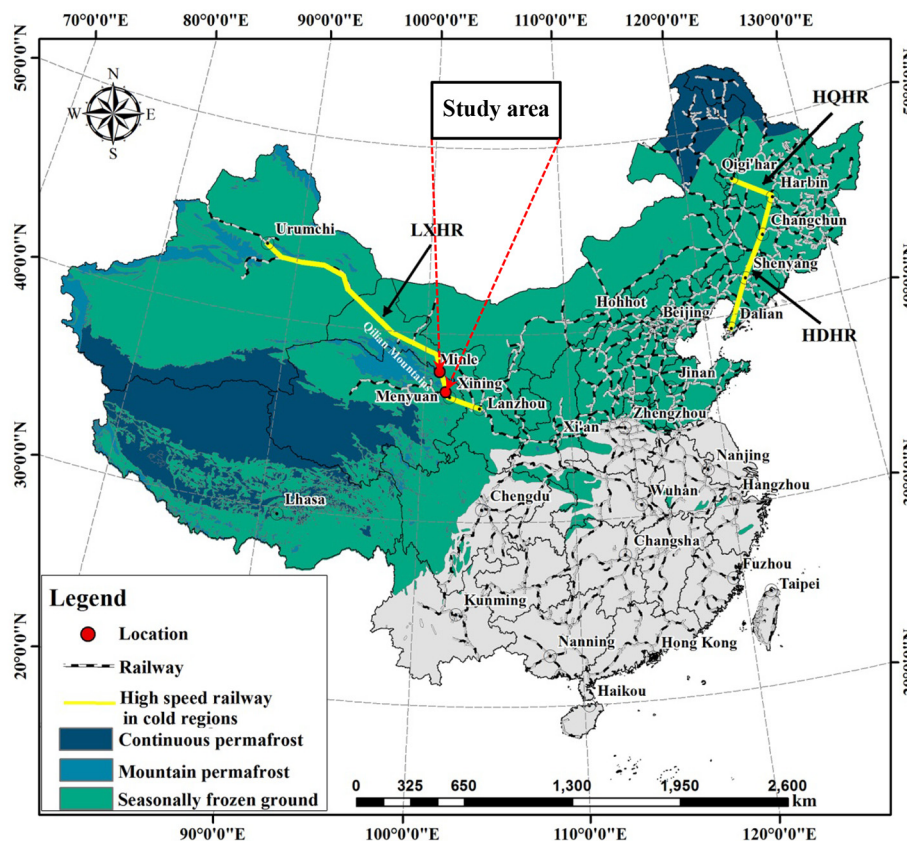 70°0'0"E 80°0'0"E 90°0'0"E 100°0'0"E 110°0'0"E 120°0'0"E 130°0'0"E 140°0'0"E
50°0'0"N
40°0'0"N
30°0'0"N
20°0'0"N
N
W E
S
Study area
HQHR
Qigi'har
Harbin
Changchun
Shenyang
Dalian
HDHR
Urumchi
LXHR
Hohhot
Beijing
Qilian Mountain
Minle
Xining
Menyuan
Lanzhou
Jinan
Zhengzhou
Xi'an
Nanjing
Hangzhou
Wuhan
Chengdu
Lhasa
Changsha
Fuzhou
Taipei
Kunming
Nanning
Hong Kong
Haikou
Legend
Location
Railway
High speed railway
in cold regions
Continuous permafrost
Mountain permafrost
Seasonally frozen ground
0 325 650 1,300 1,950 2,600
km
90°0'0"E 100°0'0"E 110°0'0"E 120°0'0"E